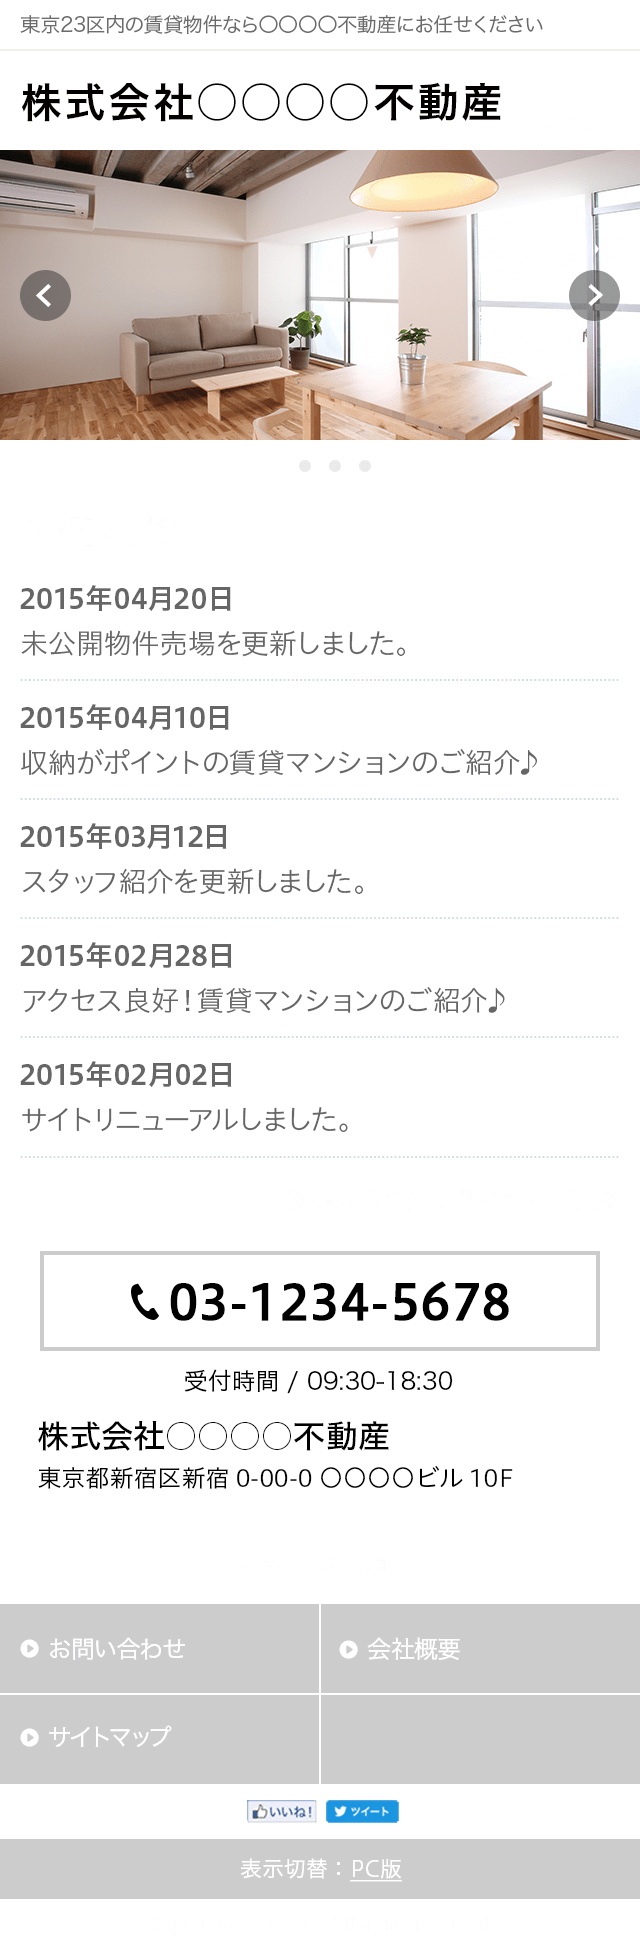 東京23区内の賃貸物件なら〇〇〇〇不動産にお任せください
株式会社〇〇〇〇不動産
2015年04月20日
未公開物件売場を更新しました。
2015年04月10日
収納がポイントの賃貸マンションのご紹介♪
2015年03月12日
スタッフ紹介を更新しました。
2015年02月28日
アクセス良好！賃貸マンションのご紹介♪
2015年02月02日
サイトリニューアルしました。
03-1234-5678
受付時間 / 09:30-18:30
株式会社〇〇〇〇不動産
東京都新宿区新宿 0-00-0 〇〇〇〇ビル 10F
お問い合わせ
会社概要
サイトマップ
いいね！
ツイート
表示切替：PC版